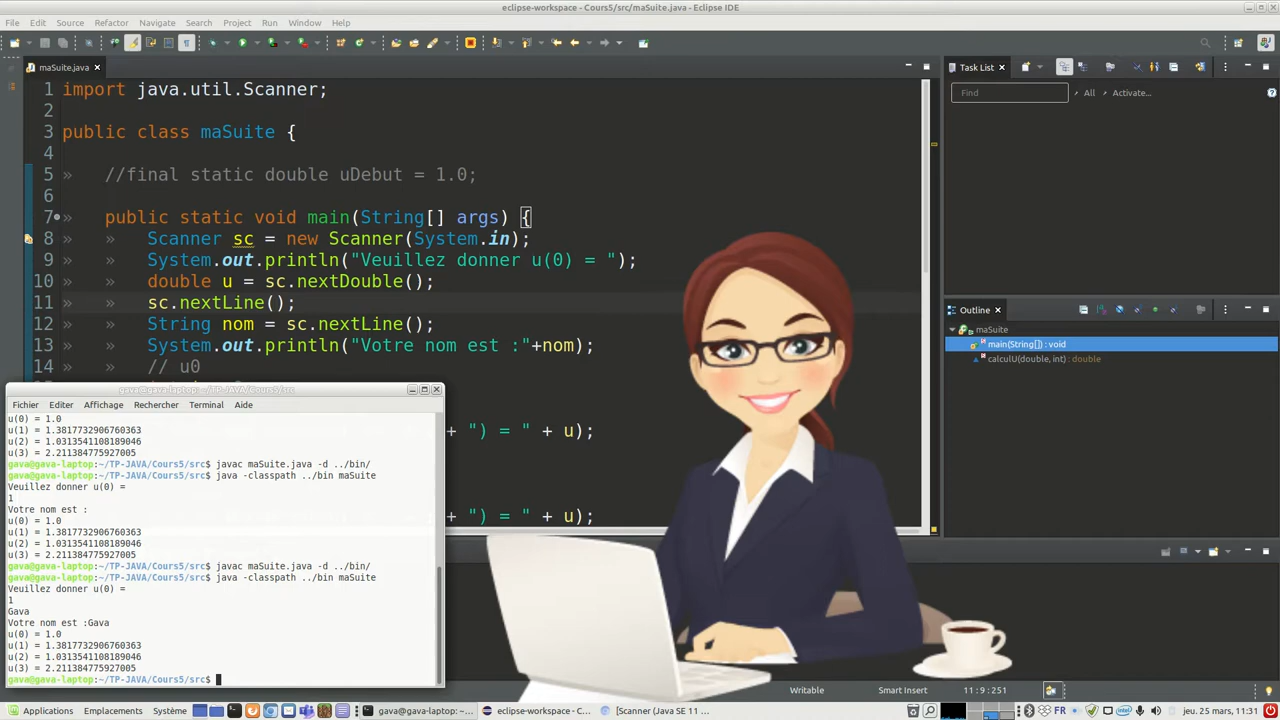 eclipse-workspace - Cours5/src/maSuite.java - Eclipse IDE
File Edit Source Refactor Navigate Search Project Run Window Help
maSuite.java
1 import java.util.Scanner;
2
3 public class maSuite {
4
5 » //final static double uDebut = 1.0;
6
7 » public static void main(String[] args) {
8 » » Scanner sc = new Scanner(System.in);
9 » » System.out.println("Veuillez donner u(0) = ");
10 » » double u = sc.nextDouble();
11 » » sc.nextLine();
12 » » String nom = sc.nextLine();
13 » » System.out.println("Votre nom est :"+nom);
» » // u0
+ ") = " + u);
+ ") = " + u);
Task List
Find All Activate...
Outline
maSuite
main(String[]) : void
calculU(double, int) : double
gava@gava-laptop:~/TP-JAVA/Cours5/src
Fichier Editer Affichage Rechercher Terminal Aide
u(0) = 1.0
u(1) = 1.3817732906760363
u(2) = 1.0313541108189046
u(3) = 2.211384775927005
gava@gava-laptop:~/TP-JAVA/Cours5/src$ javac maSuite.java -d ../bin/
gava@gava-laptop:~/TP-JAVA/Cours5/src$ java -classpath ../bin maSuite
Veuillez donner u(0) =
1
Votre nom est :
u(0) = 1.0
u(1) = 1.3817732906760363
u(2) = 1.0313541108189046
u(3) = 2.211384775927005
gava@gava-laptop:~/TP-JAVA/Cours5/src$ javac maSuite.java -d ../bin/
gava@gava-laptop:~/TP-JAVA/Cours5/src$ java -classpath ../bin maSuite
Veuillez donner u(0) =
1
Gava
Votre nom est :Gava
u(0) = 1.0
u(1) = 1.3817732906760363
u(2) = 1.0313541108189046
u(3) = 2.211384775927005
gava@gava-laptop:~/TP-JAVA/Cours5/src$
Writable Smart Insert 11 : 9 : 251
Applications Emplacements Système gava@gava-laptop: ~... eclipse-workspace - C... [Scanner (Java SE 11 ... FR jeu. 25 mars, 11:31